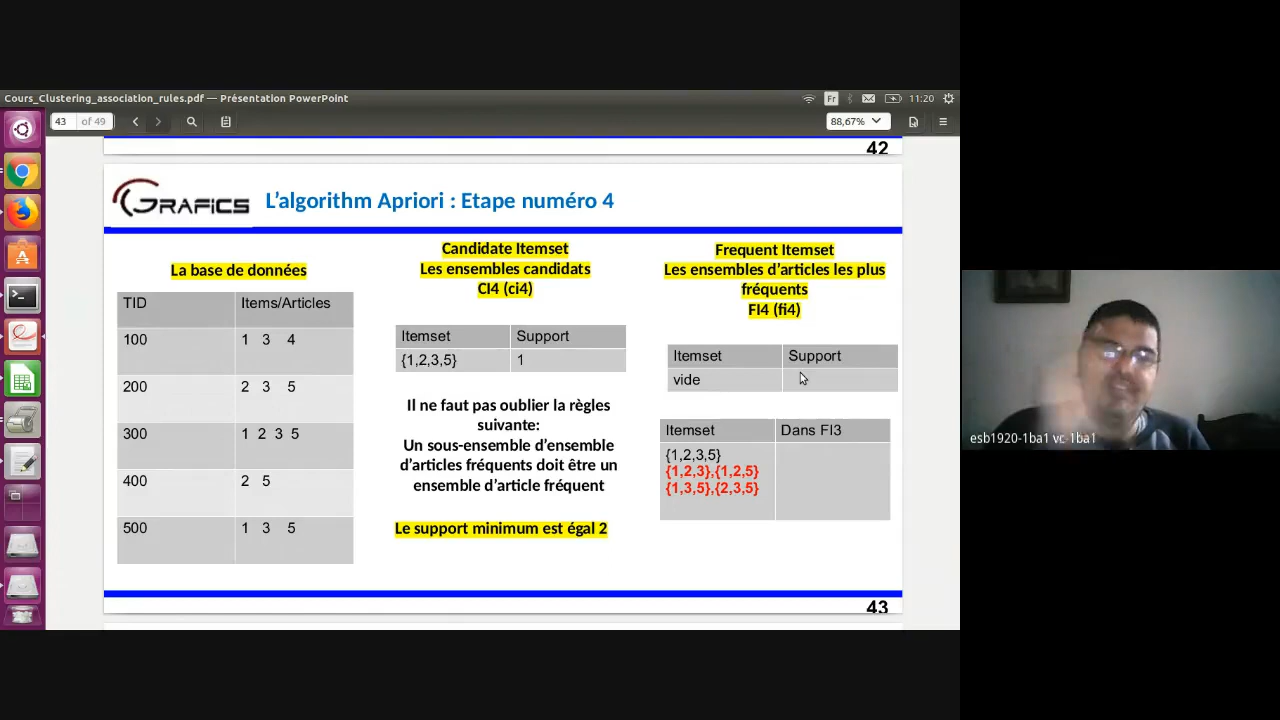 Cours_Clustering_association_rules.pdf — Présentation PowerPoint
Fr
11:20
43 of 49
88,67%
42
GRAFICS
L’algorithm Apriori : Etape numéro 4
La base de données
TID Items/Articles
100 1 3 4
200 2 3 5
300 1 2 3 5
400 2 5
500 1 3 5
Candidate Itemset
Les ensembles candidats
CI4 (ci4)
Itemset Support
{1,2,3,5} 1
Il ne faut pas oublier la règles
suivante:
Un sous-ensemble d’ensemble
d’articles fréquents doit être un
ensemble d’article fréquent
Le support minimum est égal 2
Frequent Itemset
Les ensembles d’articles les plus
fréquents
FI4 (fi4)
Itemset Support
vide
Itemset Dans FI3
{1,2,3,5}
{1,2,3},{1,2,5}
{1,3,5},{2,3,5}
43
esb1920-1ba1 vc-1ba1